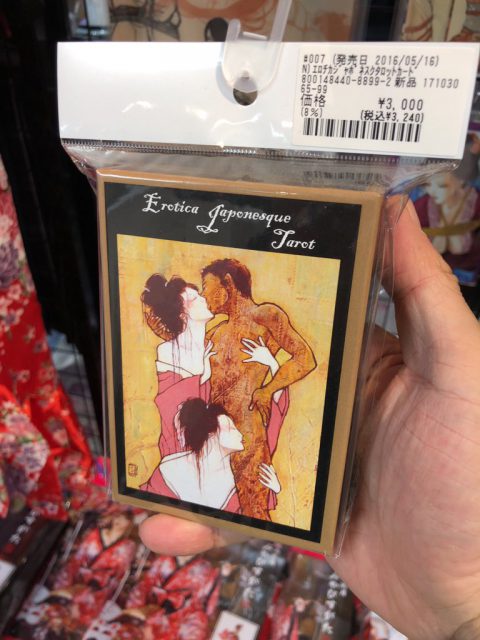 #007 (発売日 2016/05/16)
N)エロチカジャポネスクタロットカード
800148440-8899-2 新品 171030
65-99
価格 ¥3,000
(8%) (税込¥3,240)
Erotica Japonesque
Tarot